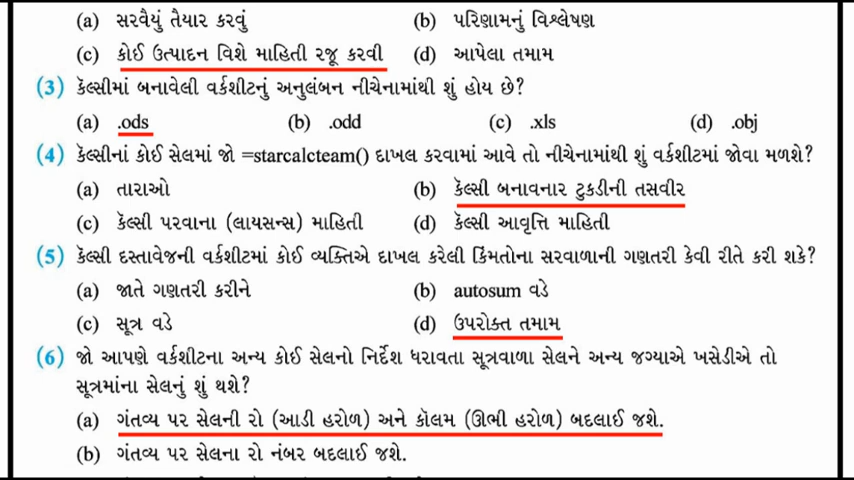 (a) સરવૈયું તૈયાર કરવું (b) પરિણામનું વિશ્લેષણ
(c) કોઈ ઉત્પાદન વિશે માહિતી રજૂ કરવી (d) આપેલા તમામ
(3) કૅલ્સીમાં બનાવેલી વર્કશીટનું અનુલંબન નીચેનામાંથી શું હોય છે?
(a) .ods (b) .odd (c) .xls (d) .obj
(4) કૅલ્સીનાં કોઈ સેલમાં જો =starcalcteam() દાખલ કરવામાં આવે તો નીચેનામાંથી શું વર્કશીટમાં જોવા મળશે?
(a) તારાઓ (b) કૅલ્સી બનાવનાર ટુકડીની તસવીર
(c) કૅલ્સી પરવાના (લાયસન્સ) માહિતી (d) કૅલ્સી આવૃત્તિ માહિતી
(5) કૅલ્સી દસ્તાવેજની વર્કશીટમાં કોઈ વ્યક્તિએ દાખલ કરેલી કિંમતોના સરવાળાની ગણતરી કેવી રીતે કરી શકે?
(a) જાતે ગણતરી કરીને (b) autosum વડે
(c) સૂત્ર વડે (d) ઉપરોક્ત તમામ
(6) જો આપણે વર્કશીટના અન્ય કોઈ સેલનો નિર્દેશ ધરાવતા સૂત્રવાળા સેલને અન્ય જગ્યાએ ખસેડીએ તો
સૂત્રમાંના સેલનું શું થશે?
(a) ગંતવ્ય પર સેલની રો (આડી હરોળ) અને કૉલમ (ઊભી હરોળ) બદલાઈ જશે.
(b) ગંતવ્ય પર સેલના રો નંબર બદલાઈ જશે.